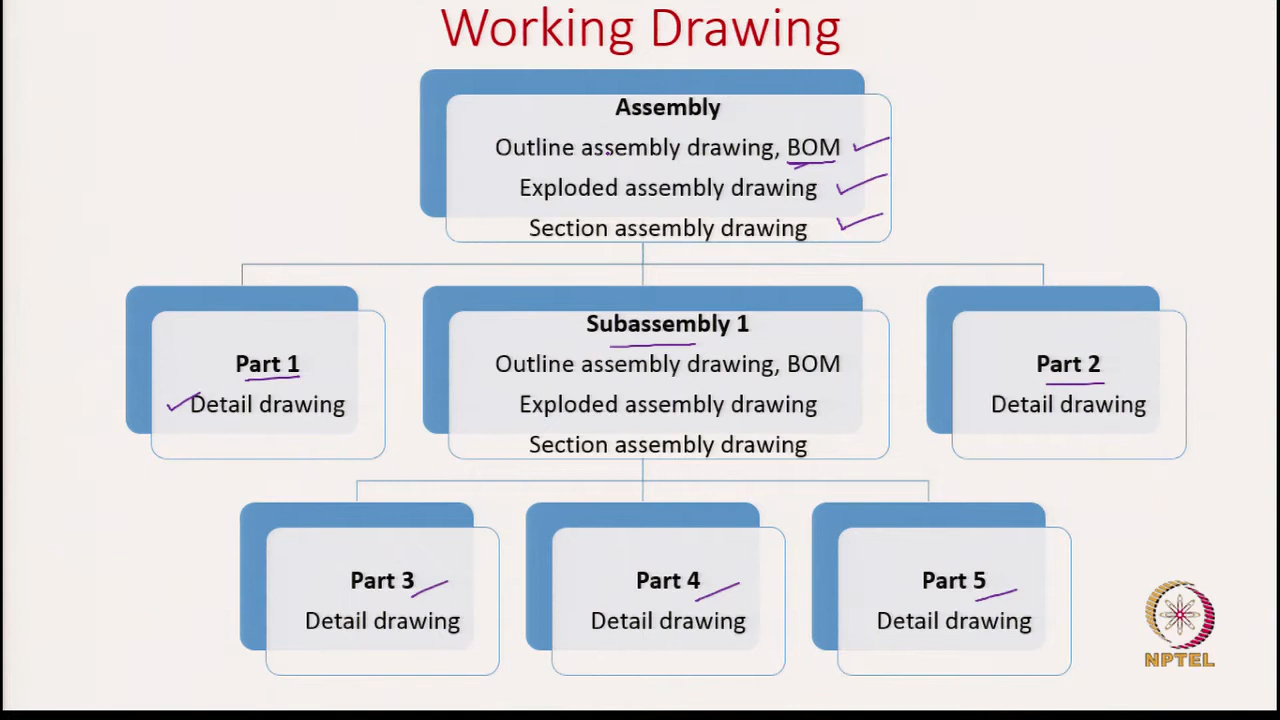 Working Drawing
Assembly
Outline assembly drawing, BOM
Exploded assembly drawing
Section assembly drawing
Part 1
Detail drawing
Subassembly 1
Outline assembly drawing, BOM
Exploded assembly drawing
Section assembly drawing
Part 2
Detail drawing
Part 3
Detail drawing
Part 4
Detail drawing
Part 5
Detail drawing
NPTEL